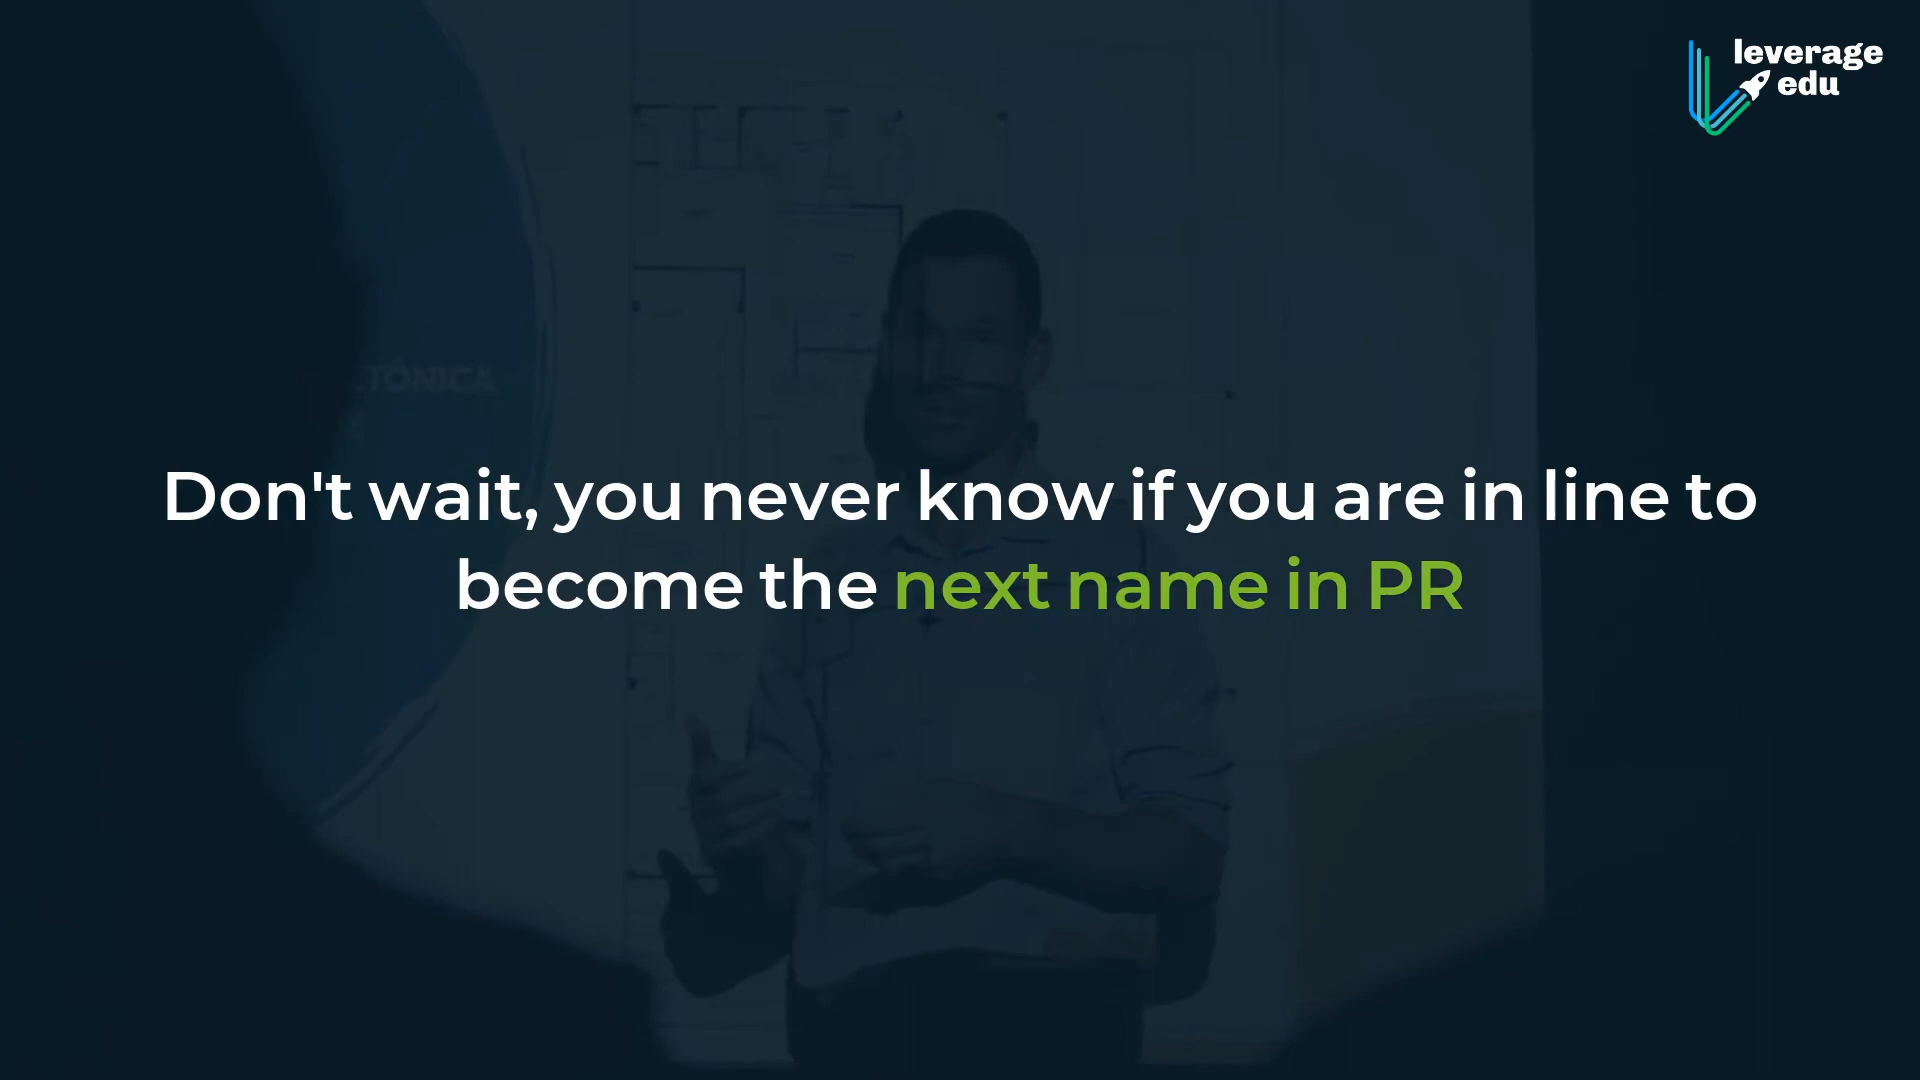 leverage
edu
TÔNICA
Don't wait, you never know if you are in line to
become the next name in PR